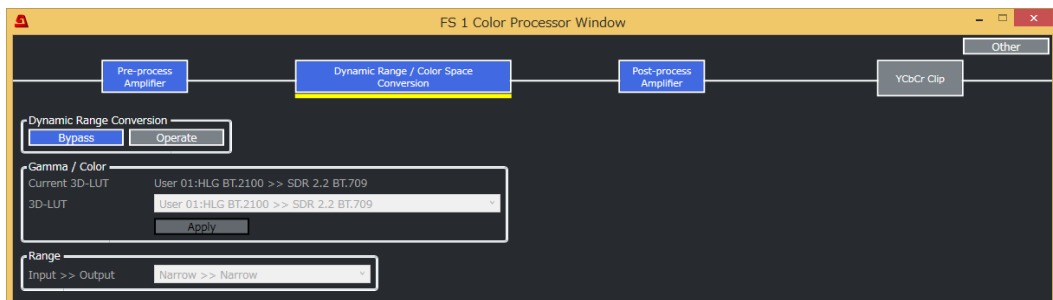 FS 1 Color Processor Window
Other
Pre-process
Amplifier
Dynamic Range / Color Space
Conversion
Post-process
Amplifier
YCbCr Clip
Dynamic Range Conversion
Bypass
Operate
Gamma / Color
Current 3D-LUT
User 01:HLG BT.2100 >> SDR 2.2 BT.709
3D-LUT
User 01:HLG BT.2100 >> SDR 2.2 BT.709
Apply
Range
Input >> Output
Narrow >> Narrow